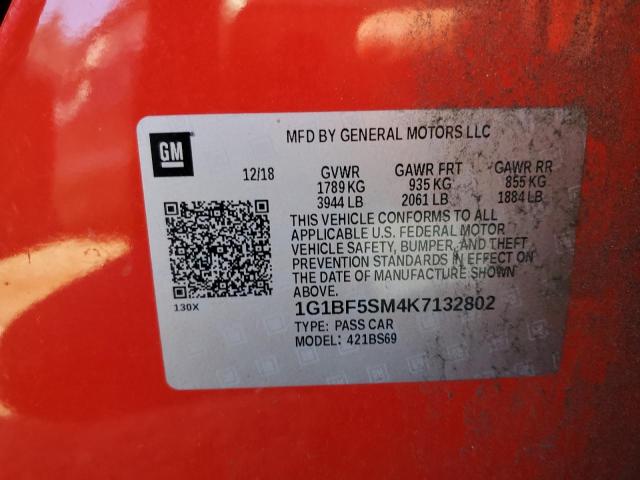 GM
MFD BY GENERAL MOTORS LLC
12/18 GVWR GAWR FRT GAWR RR
1789 KG 935 KG 855 KG
3944 LB 2061 LB 1884 LB
THIS VEHICLE CONFORMS TO ALL
APPLICABLE U.S. FEDERAL MOTOR
VEHICLE SAFETY, BUMPER, AND THEFT
PREVENTION STANDARDS IN EFFECT ON
THE DATE OF MANUFACTURE SHOWN
ABOVE.
130X
1G1BF5SM4K7132802
TYPE: PASS CAR
MODEL: 421BS69